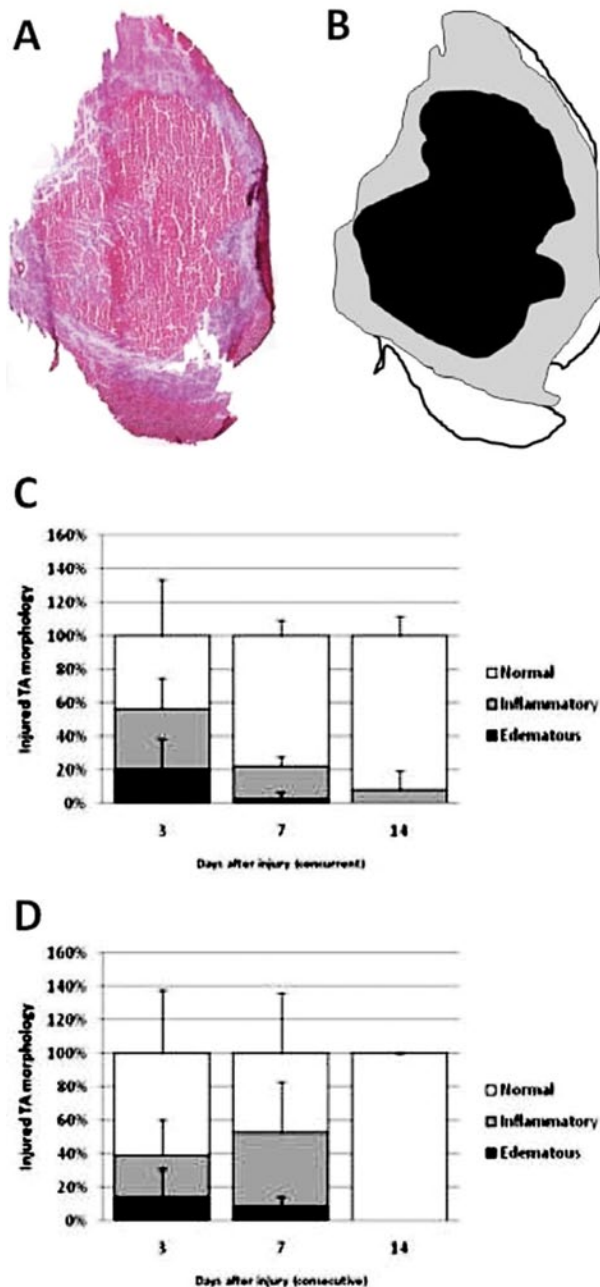 A
B
C
160%
140%
120%
100%
80%
60%
40%
20%
0%
Injured TA morphology
Normal
Inflammatory
Edematous
3
7
14
Days after injury (concurrent)
D
160%
140%
120%
100%
80%
60%
40%
20%
0%
Injured TA morphology
Normal
Inflammatory
Edematous
3
7
14
Days after injury (consecutive)